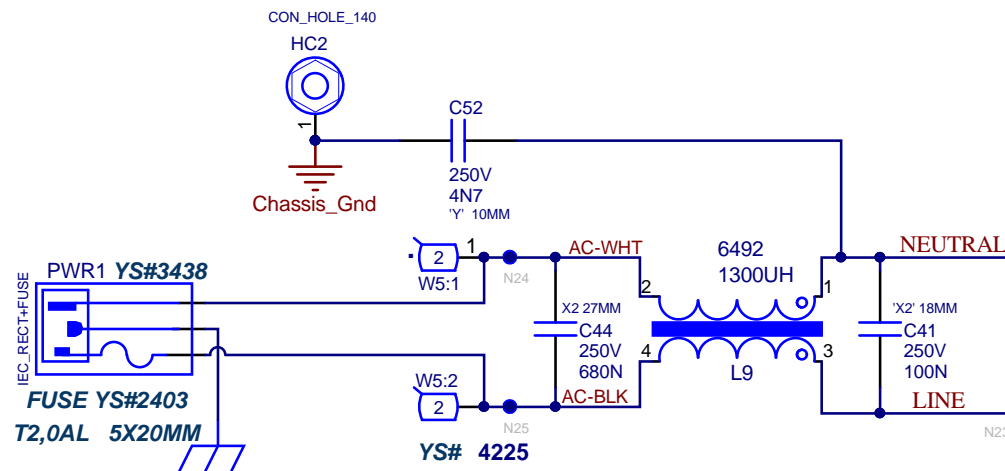 CON_HOLE_140
HC2
1
C52
250V
4N7
'Y' 10MM
Chassis_Gnd
PWR1 YS#3438
IEC_RECT+FUSE
FUSE YS#2403
T2,0AL 5X20MM
2
1
W5:1
N24
AC-WHT
X2 27MM
C44
250V
680N
W5:2
2
N25
AC-BLK
YS# 4225
6492
1300UH
2
1
4
3
L9
NEUTRAL
'X2' 18MM
C41
250V
100N
LINE
N23